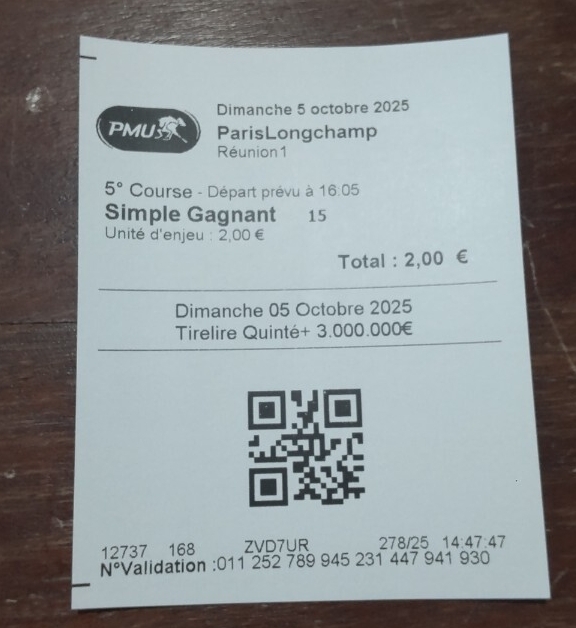 Dimanche 5 octobre 2025
PMU
ParisLongchamp
Réunion 1
5° Course - Départ prévu à 16:05
Simple Gagnant 15
Unité d'enjeu : 2,00 €
Total : 2,00 €
Dimanche 05 Octobre 2025
Tirelire Quinté+ 3.000.000€
12737 168 ZVD7UR 278/25 14:47:47
N°Validation :011 252 789 945 231 447 941 930